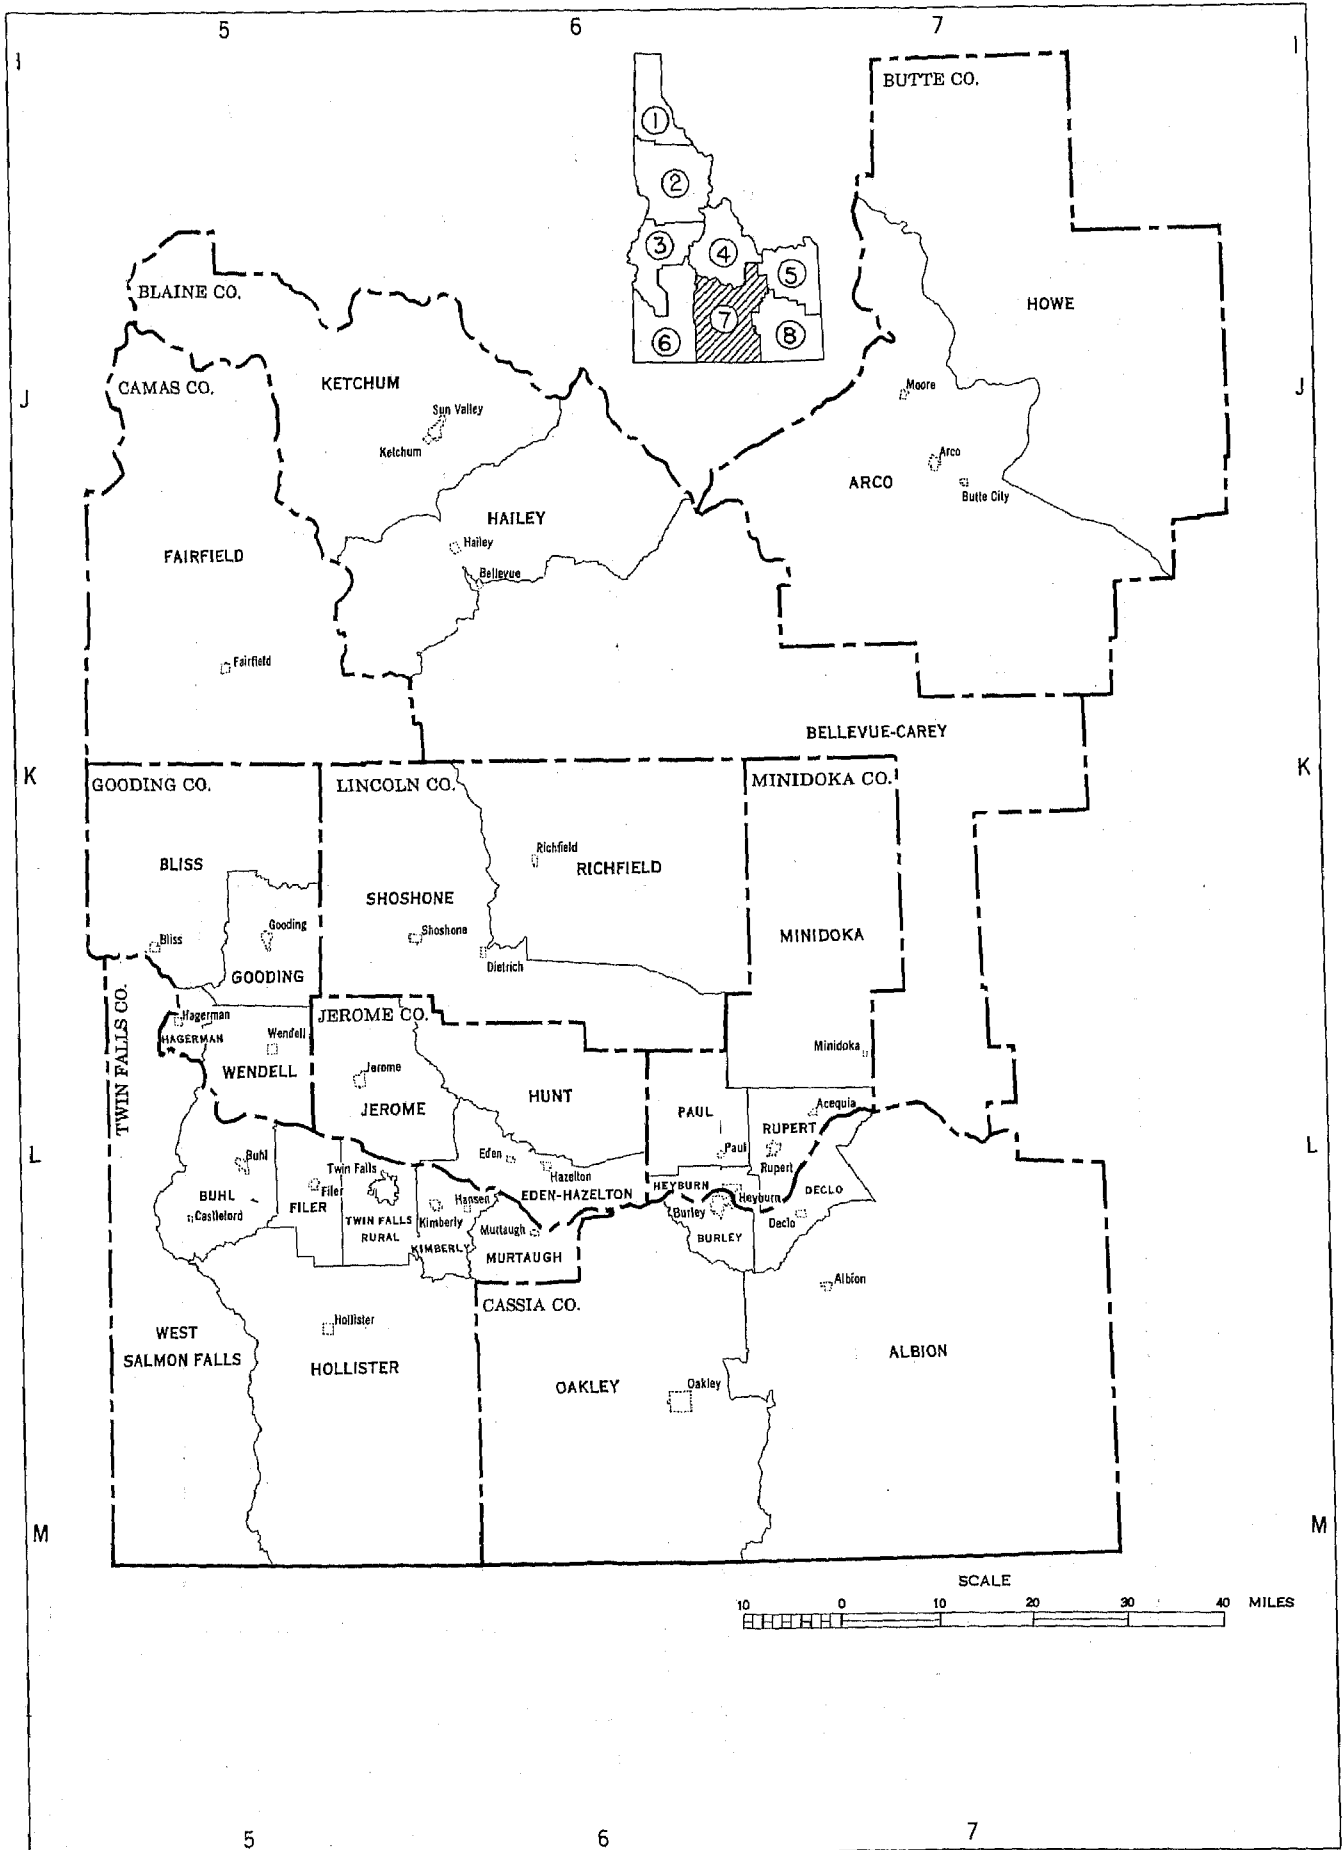 5 6 7
I I
BUTTE CO.
1
2
3 4 5
6 7 8
BLAINE CO.
HOWE
CAMAS CO.
KETCHUM
J J
Moore
Sun Valley
Ketchum
Arco
ARCO
Butte City
HAILEY
Hailey
FAIRFIELD
Bellevue
Fairfield
BELLEVUE-CAREY
K K
GOODING CO. LINCOLN CO. MINIDOKA CO.
BLISS
Richfield
RICHFIELD
SHOSHONE
Gooding
Shoshone
MINIDOKA
Bliss
Dietrich
GOODING
TWIN FALLS CO.
Hagerman
JEROME CO.
HAGERMAN
Wendell
Minidoka
WENDELL
Jerome
HUNT
JEROME
PAUL
Acequia
RUPERT
L L
Buhl
Eden
Paul
Rupert
Twin Falls
Hazelton
HEYBURN
BUHL
Filer
FILER
Hansen
EDEN-HAZELTON
Heyburn
DECLO
Castleford
TWIN FALLS
RURAL
Kimberly
Murtaugh
Burley
Declo
KIMBERLY
MURTAUGH
BURLEY
Albion
CASSIA CO.
Hollister
WEST
SALMON FALLS
HOLLISTER
OAKLEY
Oakley
ALBION
M M
SCALE
10 0 10 20 30 40 MILES
5 6 7